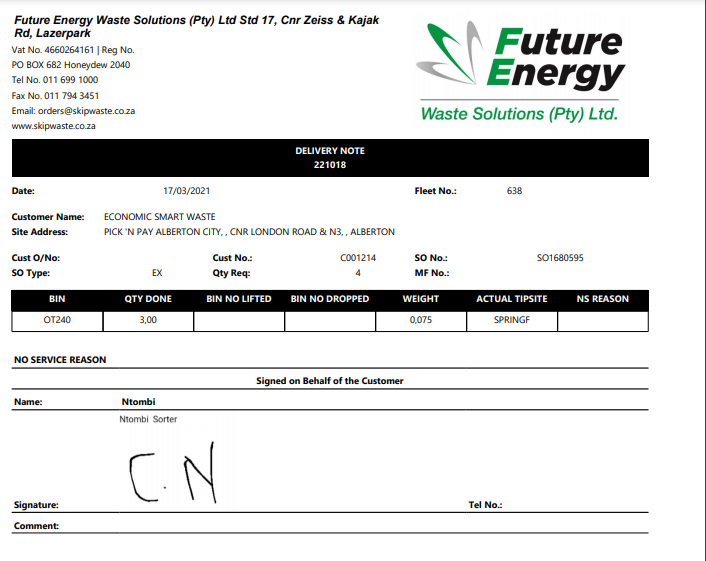 Future Energy Waste Solutions (Pty) Ltd Std 17, Cnr Zeiss & Kajak
Rd, Lazerpark
Vat No. 4660264161 | Reg No.
PO BOX 682 Honeydew 2040
Tel No. 011 699 1000
Fax No. 011 794 3451
Email: orders@skipwaste.co.za
www.skipwaste.co.za
Future
Energy
Waste Solutions (Pty) Ltd.
DELIVERY NOTE
221018
Date: 17/03/2021 Fleet No.: 638
Customer Name: ECONOMIC SMART WASTE
Site Address: PICK 'N PAY ALBERTON CITY, , CNR LONDON ROAD & N3, , ALBERTON
Cust O/No: Cust No.: C001214 SO No.: SO1680595
SO Type: EX Qty Req: 4 MF No.:
BIN QTY DONE BIN NO LIFTED BIN NO DROPPED WEIGHT ACTUAL TIPSITE NS REASON
OT240 3,00 0,075 SPRINGF
NO SERVICE REASON
Signed on Behalf of the Customer
Name: Ntombi
Ntombi Sorter
C.N
Signature: Tel No.:
Comment: